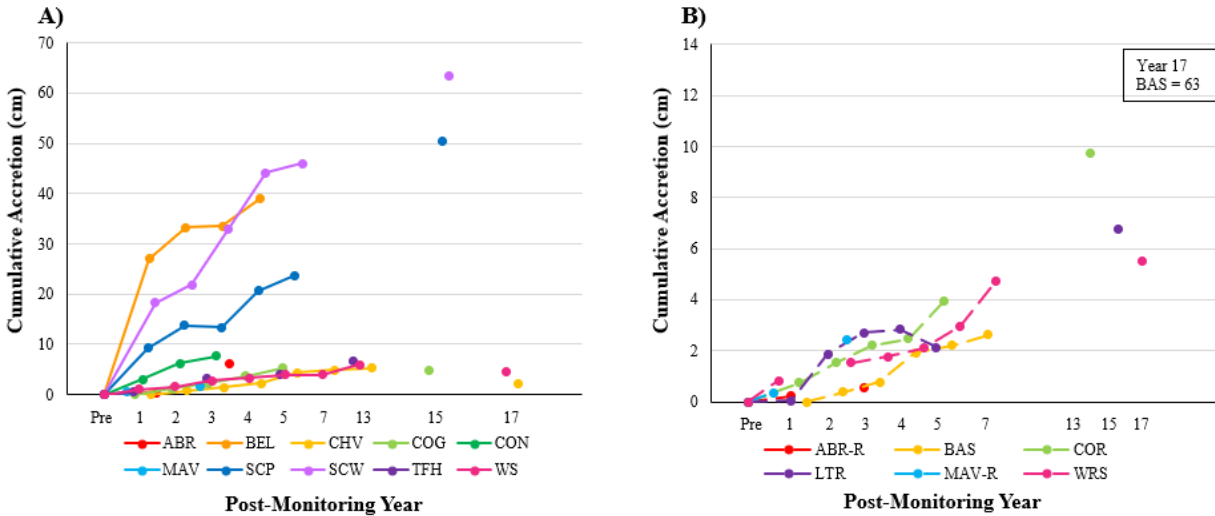 A)
70
60
50
40
30
20
10
0
Cumulative Accretion (cm)
Pre 1 2 3 4 5 7 13 15 17
ABR BEL CHV COG CON
MAV SCP SCW TFH WS
Post-Monitoring Year
B)
14
12
10
8
6
4
2
0
Cumulative Accretion (cm)
Year 17
BAS = 63
Pre 1 2 3 4 5 7 13 15 17
ABR-R BAS COR
LTR MAV-R WRS
Post-Monitoring Year